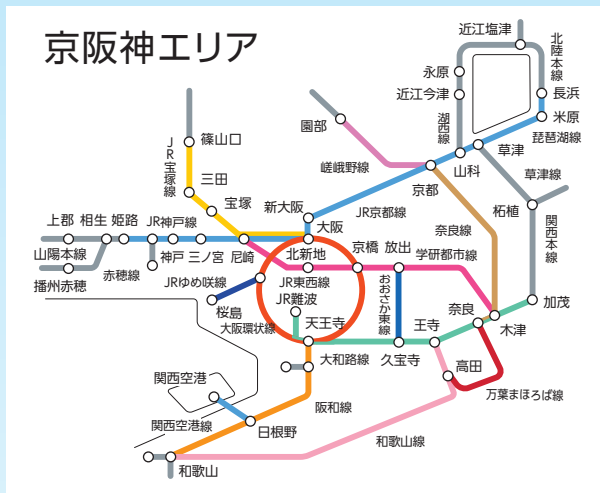 京阪神エリア
近江塩津
北陸本線
永原
近江今津
長浜
米原
湖西線
琵琶湖線
草津
山科
草津線
園部
嵯峨野線
京都
柘植
関西本線
篠山口
JR宝塚線
三田
宝塚
新大阪
大阪
JR京都線
奈良線
上郡
相生
姫路
JR神戸線
山陽本線
播州赤穂
赤穂線
神戸
三ノ宮
尼崎
北新地
京橋
放出
学研都市線
JRゆめ咲線
JR東西線
JR難波
おおさか東線
桜島
大阪環状線
天王寺
王寺
奈良
木津
加茂
大和路線
久宝寺
高田
万葉まほろば線
関西空港
関西空港線
阪和線
日根野
和歌山線
和歌山